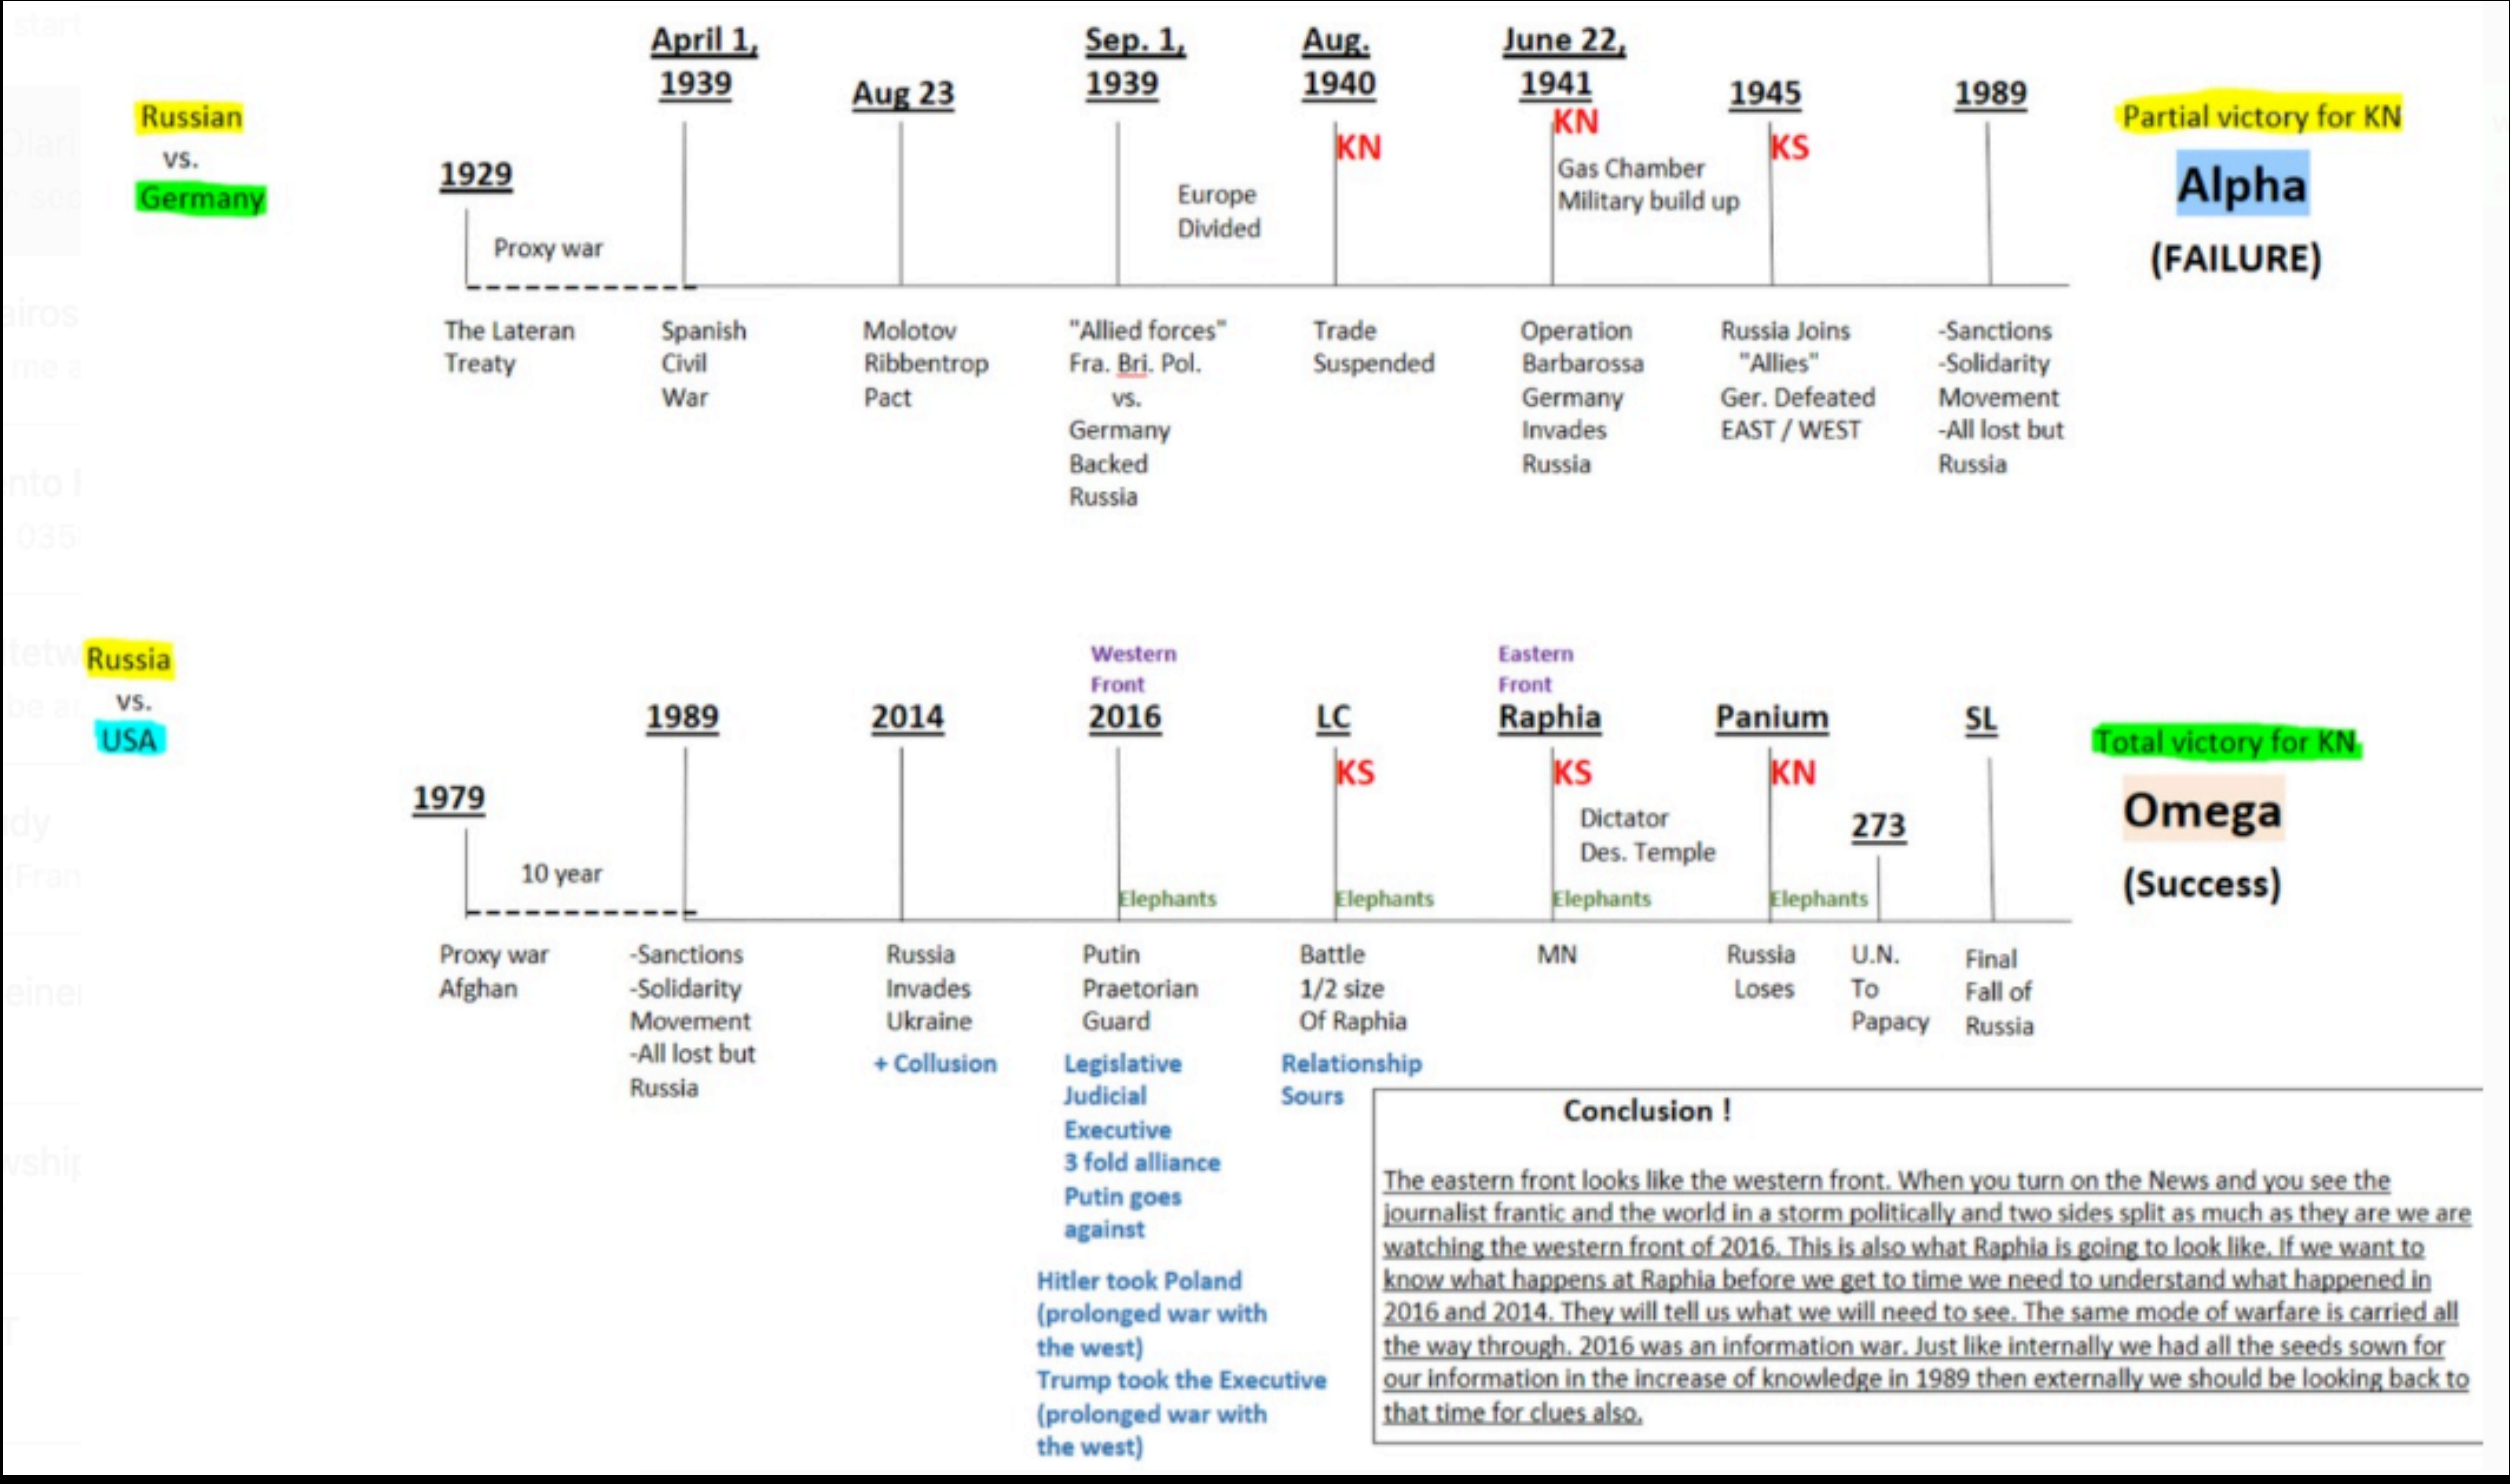 Russian
vs.
Germany
1929
Proxy war
The Lateran
Treaty
April 1,
1939
Spanish
Civil
War
Aug 23
Molotov
Ribbentrop
Pact
Sep. 1,
1939
Europe
Divided
"Allied forces"
Fra. Bri. Pol.
vs.
Germany
Backed
Russia
Aug.
1940
KN
Trade
Suspended
June 22,
1941
KN
Gas Chamber
Military build up
Operation
Barbarossa
Germany
Invades
Russia
1945
KS
Russia Joins
"Allies"
Ger. Defeated
EAST / WEST
1989
-Sanctions
-Solidarity
Movement
-All lost but
Russia
Partial victory for KN
Alpha
(FAILURE)
Russia
vs.
USA
1979
10 year
Proxy war
Afghan
1989
-Sanctions
-Solidarity
Movement
-All lost but
Russia
2014
Russia
Invades
Ukraine
+ Collusion
Western
Front
2016
Elephants
Putin
Praetorian
Guard
Legislative
Judicial
Executive
3 fold alliance
Putin goes
against
Hitler took Poland
(prolonged war with
the west)
Trump took the Executive
(prolonged war with
the west)
LC
KS
Elephants
Battle
1/2 size
Of Raphia
Relationship
Sours
Eastern
Front
Raphia
KS
Dictator
Des. Temple
Elephants
MN
Panium
KN
Elephants
Russia
Loses
273
U.N.
To
Papacy
SL
Final
Fall of
Russia
Total victory for KN
Omega
(Success)
Conclusion !
The eastern front looks like the western front. When you turn on the News and you see the
journalist frantic and the world in a storm politically and two sides split as much as they are we are
watching the western front of 2016. This is also what Raphia is going to look like. If we want to
know what happens at Raphia before we get to time we need to understand what happened in
2016 and 2014. They will tell us what we will need to see. The same mode of warfare is carried all
the way through. 2016 was an information war. Just like internally we had all the seeds sown for
our information in the increase of knowledge in 1989 then externally we should be looking back to
that time for clues also.